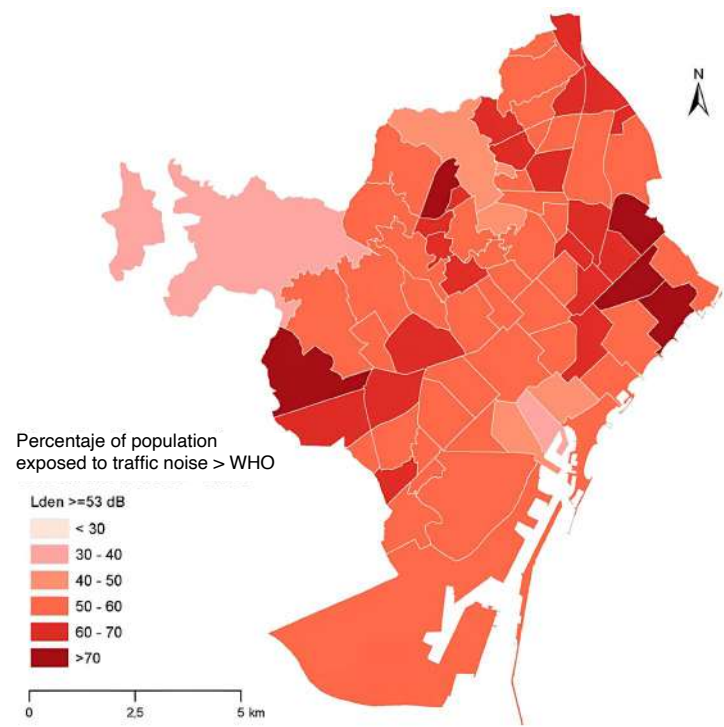 N
Percentaje of population
exposed to traffic noise > WHO
Lden >=53 dB
< 30
30 - 40
40 - 50
50 - 60
60 - 70
>70
0 2,5 5 km